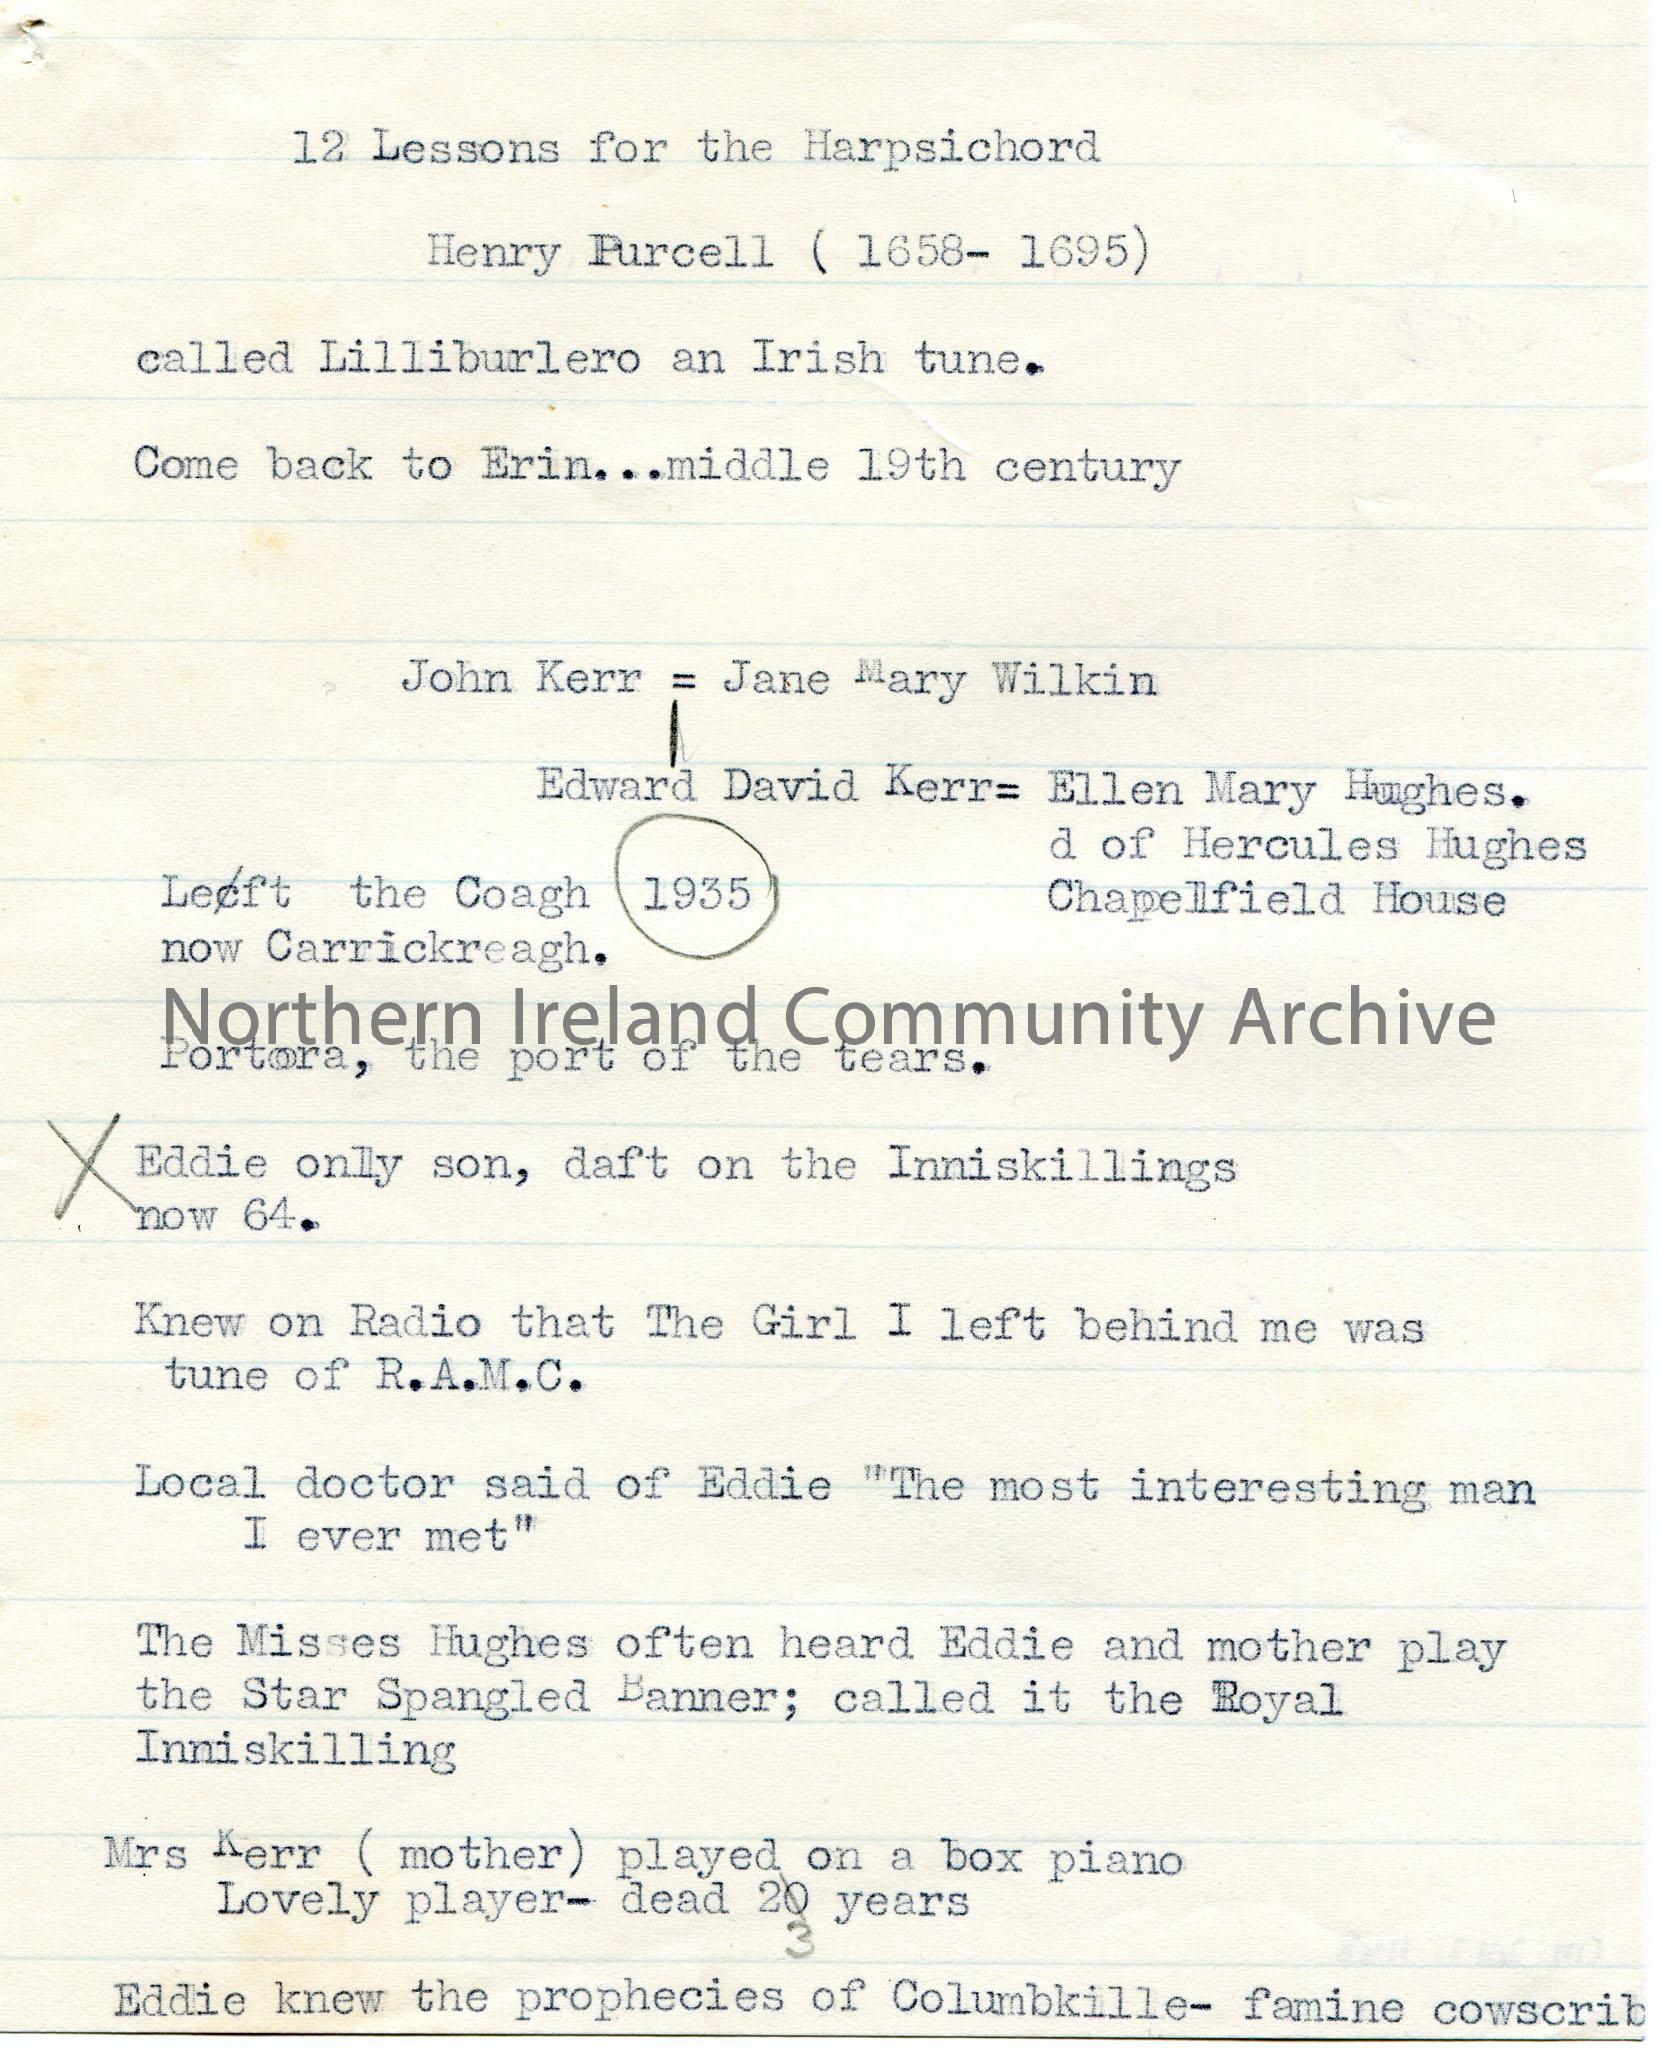 12 Lessons for the Harpsichord
Henry Purcell ( 1658- 1695)
called Lilliburlero an Irish tune.
Come back to Erin...middle 19th century
John Kerr = Jane Mary Wilkin
Edward David Kerr= Ellen Mary Hughes.
d of Hercules Hughes
Left the Coagh 1935 Chapelfield House
now Carrickreagh.
Northern Ireland Community Archive
Portora, the port of the tears.
X Eddie only son, daft on the Inniskillings
now 64.
Knew on Radio that The Girl I left behind me was
tune of R.A.M.C.
Local doctor said of Eddie "The most interesting man
I ever met"
The Misses Hughes often heard Eddie and mother play
the Star Spangled Banner; called it the Royal
Inniskilling
Mrs Kerr ( mother) played on a box piano
Lovely player- dead 20 years
3
Eddie knew the prophecies of Columbkille- famine cowscrib